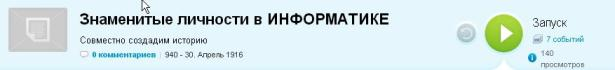 Знаменитые личности в ИНФОРМАТИКЕ
Совместно создадим историю
0 комментариев | 940 - 30. Апрель 1916
Запуск
7 событий
140
просмотров